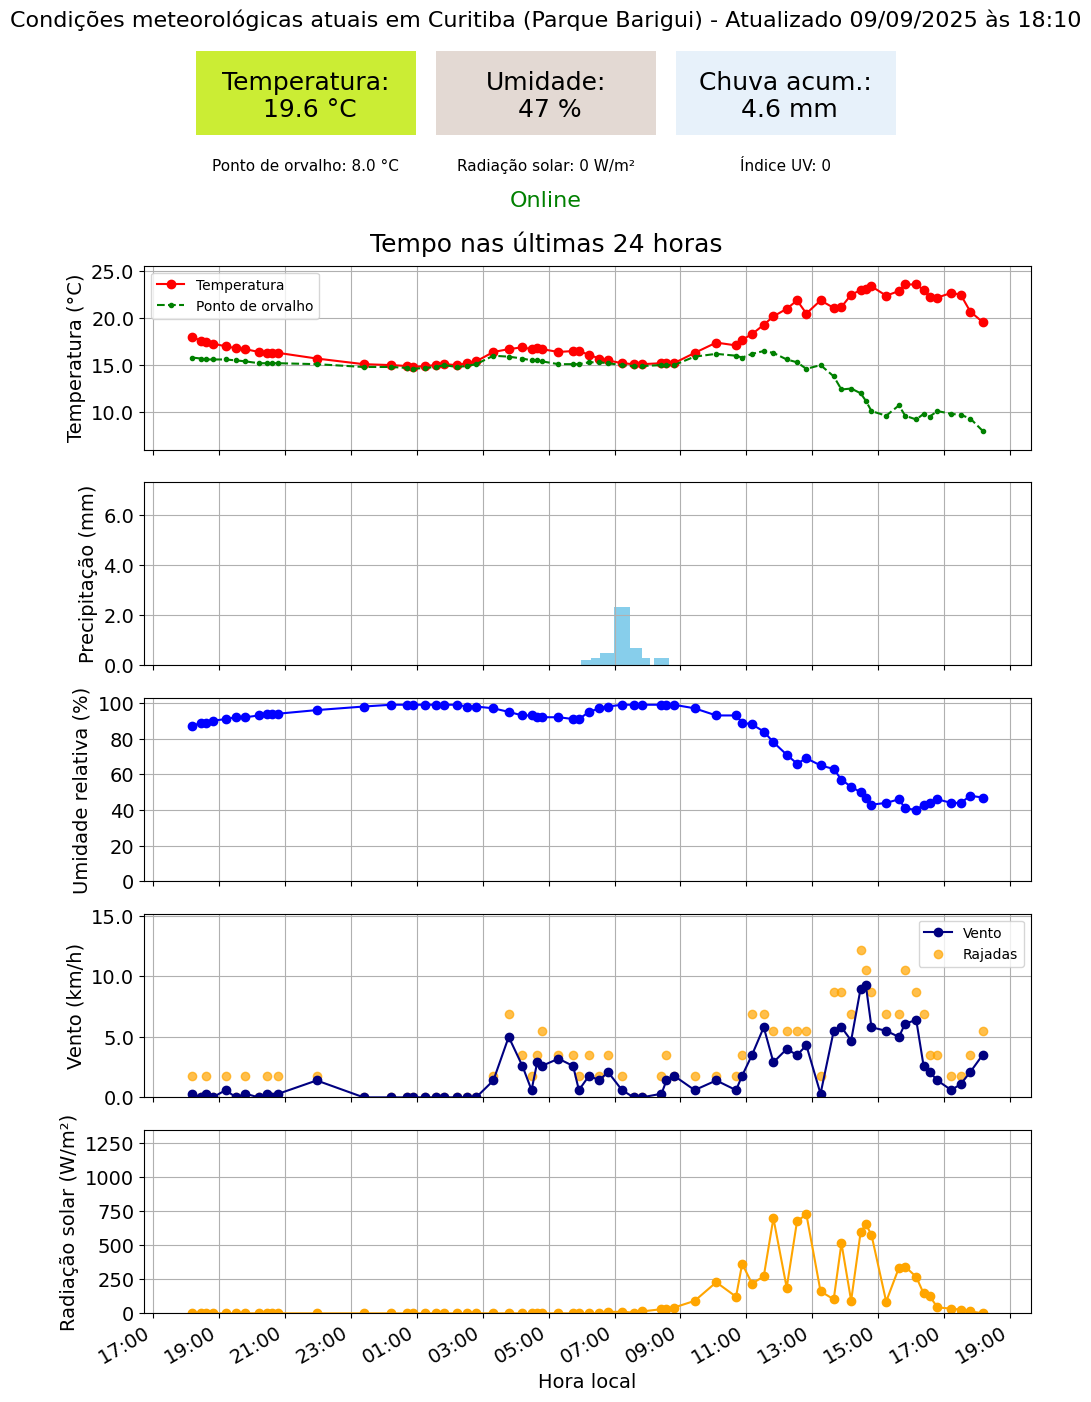 Condições meteorológicas atuais em Curitiba (Parque Barigui) - Atualizado 09/09/2025 às 18:10
Temperatura:
19.6 °C
Umidade:
47 %
Chuva acum.:
4.6 mm
Ponto de orvalho: 8.0 °C
Radiação solar: 0 W/m²
Índice UV: 0
Online
Tempo nas últimas 24 horas
Temperatura (°C)
25.0
20.0
15.0
10.0
Temperatura
Ponto de orvalho
Precipitação (mm)
6.0
4.0
2.0
0.0
Umidade relativa (%)
100
80
60
40
20
0
Vento (km/h)
15.0
10.0
5.0
0.0
Vento
Rajadas
Radiação solar (W/m²)
1250
1000
750
500
250
0
17:00
19:00
21:00
23:00
01:00
03:00
05:00
07:00
09:00
11:00
13:00
15:00
17:00
19:00
Hora local